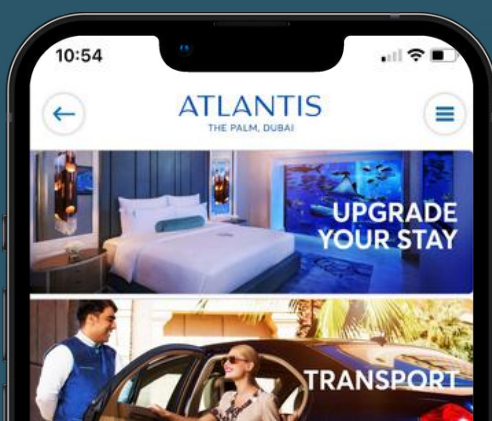 10:54
ATLANTIS
THE PALM, DUBAI
UPGRADE
YOUR STAY
TRANSPORT